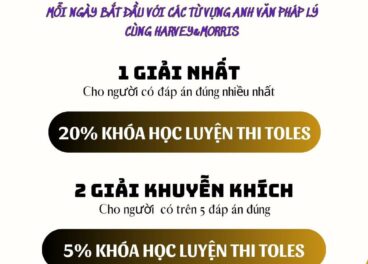 MỖI NGÀY BẮT ĐẦU VỚI CÁC TỪ VỰNG ANH VĂN PHÁP LÝ
CÙNG HARVEY&MORRIS
1 GIẢI NHẤT
Cho người có đáp án đúng nhiều nhất
20% KHÓA HỌC LUYỆN THI TOLES
2 GIẢI KHUYẾN KHÍCH
Cho người có trên 5 đáp án đúng
5% KHÓA HỌC LUYỆN THI TOLES